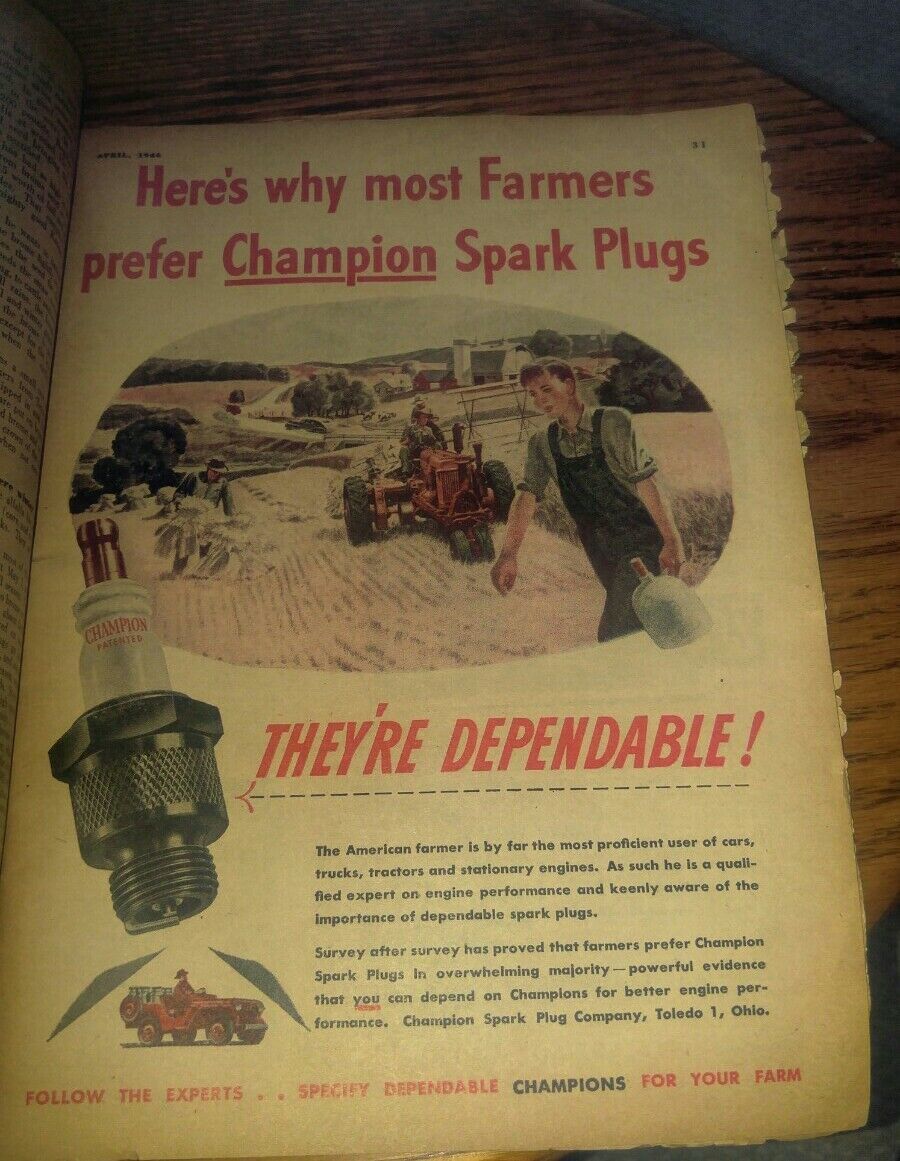 APRIL, 1946
31
Here's why most Farmers
prefer Champion Spark Plugs
CHAMPION
PATENTED
THEY'RE DEPENDABLE!
The American farmer is by far the most proficient user of cars,
trucks, tractors and stationary engines. As such he is a quali-
fied expert on engine performance and keenly aware of the
importance of dependable spark plugs.
Survey after survey has proved that farmers prefer Champion
Spark Plugs in overwhelming majority—powerful evidence
that you can depend on Champions for better engine per-
formance. Champion Spark Plug Company, Toledo 1, Ohio.
FOLLOW THE EXPERTS . . SPECIFY DEPENDABLE CHAMPIONS FOR YOUR FARM